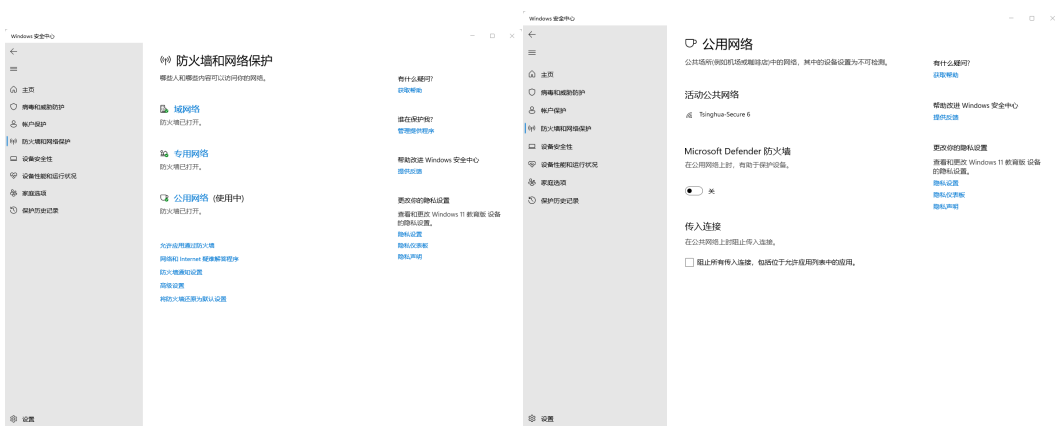 Windows 安全中心
主页
病毒和威胁防护
帐户保护
防火墙和网络保护
设备安全性
设备性能和运行状况
家庭选项
保护历史记录
设置
防火墙和网络保护
哪些人和哪些内容可以访问你的网络。
域网络
防火墙已打开。
专用网络
防火墙已打开。
公用网络 (使用中)
防火墙已打开。
允许应用通过防火墙
网络和 Internet 疑难解答程序
防火墙通知设置
高级设置
将防火墙还原为默认设置
有什么疑问?
获取帮助
谁在保护我?
管理提供程序
帮助改进 Windows 安全中心
提供反馈
更改你的隐私设置
查看和更改 Windows 11 教育版 设备
的隐私设置。
隐私设置
隐私仪表板
隐私声明
Windows 安全中心
主页
病毒和威胁防护
帐户保护
防火墙和网络保护
设备安全性
设备性能和运行状况
家庭选项
保护历史记录
设置
公用网络
公共场所(例如机场或咖啡店)中的网络，其中的设备设置为不可检测。
活动公共网络
Tsinghua-Secure 6
Microsoft Defender 防火墙
在公用网络上时，有助于保护设备。
关
传入连接
在公共网络上时阻止传入连接。
阻止所有传入连接，包括位于允许应用列表中的应用。
有什么疑问?
获取帮助
帮助改进 Windows 安全中心
提供反馈
更改你的隐私设置
查看和更改 Windows 11 教育版 设备
的隐私设置。
隐私设置
隐私仪表板
隐私声明